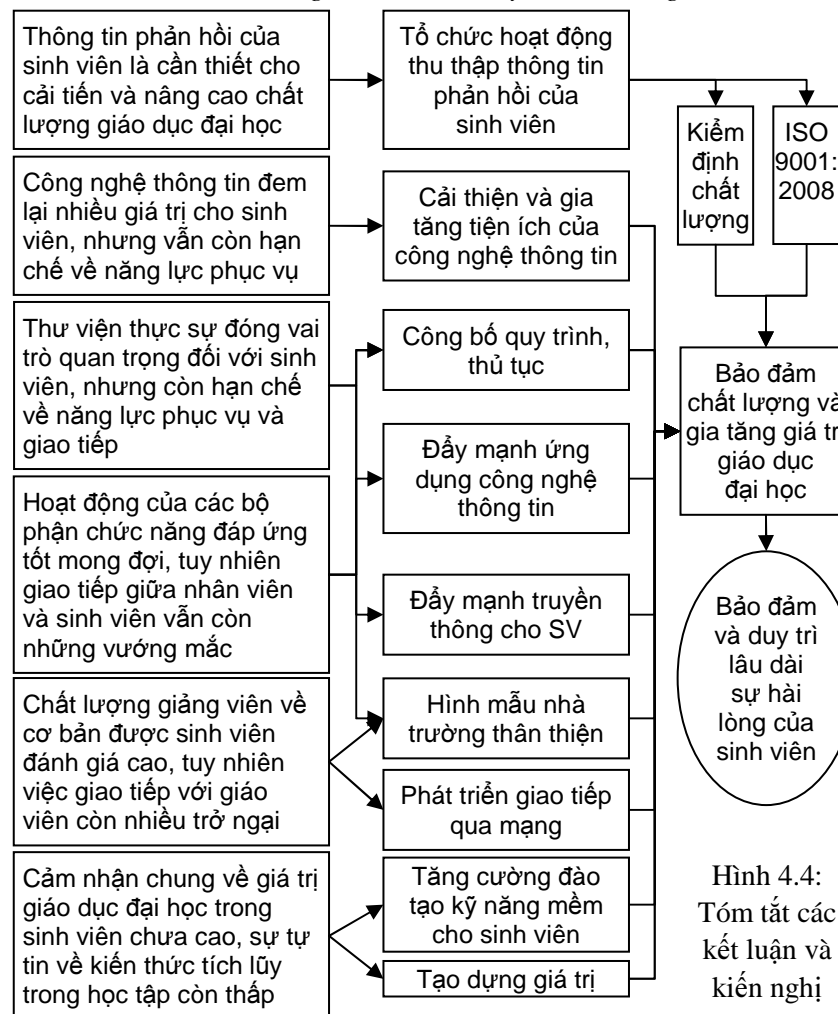 Thông tin phản hồi của
sinh viên là cần thiết cho
cải tiến và nâng cao chất
lượng giáo dục đại học
Tổ chức hoạt động
thu thập thông tin
phản hồi của
sinh viên
Kiểm
định
chất
lượng
ISO
9001:
2008
Công nghệ thông tin đem
lại nhiều giá trị cho sinh
viên, nhưng vẫn còn hạn
chế về năng lực phục vụ
Cải thiện và gia
tăng tiện ích của
công nghệ thông tin
Thư viện thực sự đóng vai
trò quan trọng đối với sinh
viên, nhưng còn hạn chế
về năng lực phục vụ và
giao tiếp
Công bố quy trình,
thủ tục
Đẩy mạnh ứng
dụng công nghệ
thông tin
Bảo đảm
chất lượng và
gia tăng giá trị
giáo dục
đại học
Hoạt động của các bộ
phận chức năng đáp ứng
tốt mong đợi, tuy nhiên
giao tiếp giữa nhân viên
và sinh viên vẫn còn
những vướng mắc
Đẩy mạnh truyền
thông cho SV
Bảo đảm
và duy trì
lâu dài
sự hài
lòng của
sinh viên
Chất lượng giảng viên về
cơ bản được sinh viên
đánh giá cao, tuy nhiên
việc giao tiếp với giáo
viên còn nhiều trở ngại
Hình mẫu nhà
trường thân thiện
Phát triển giao tiếp
qua mạng
Cảm nhận chung về giá trị
giáo dục đại học trong
sinh viên chưa cao, sự tự
tin về kiến thức tích lũy
trong học tập còn thấp
Tăng cường đào
tạo kỹ năng mềm
cho sinh viên
Tạo dựng giá trị
Hình 4.4:
Tóm tắt các
kết luận và
kiến nghị